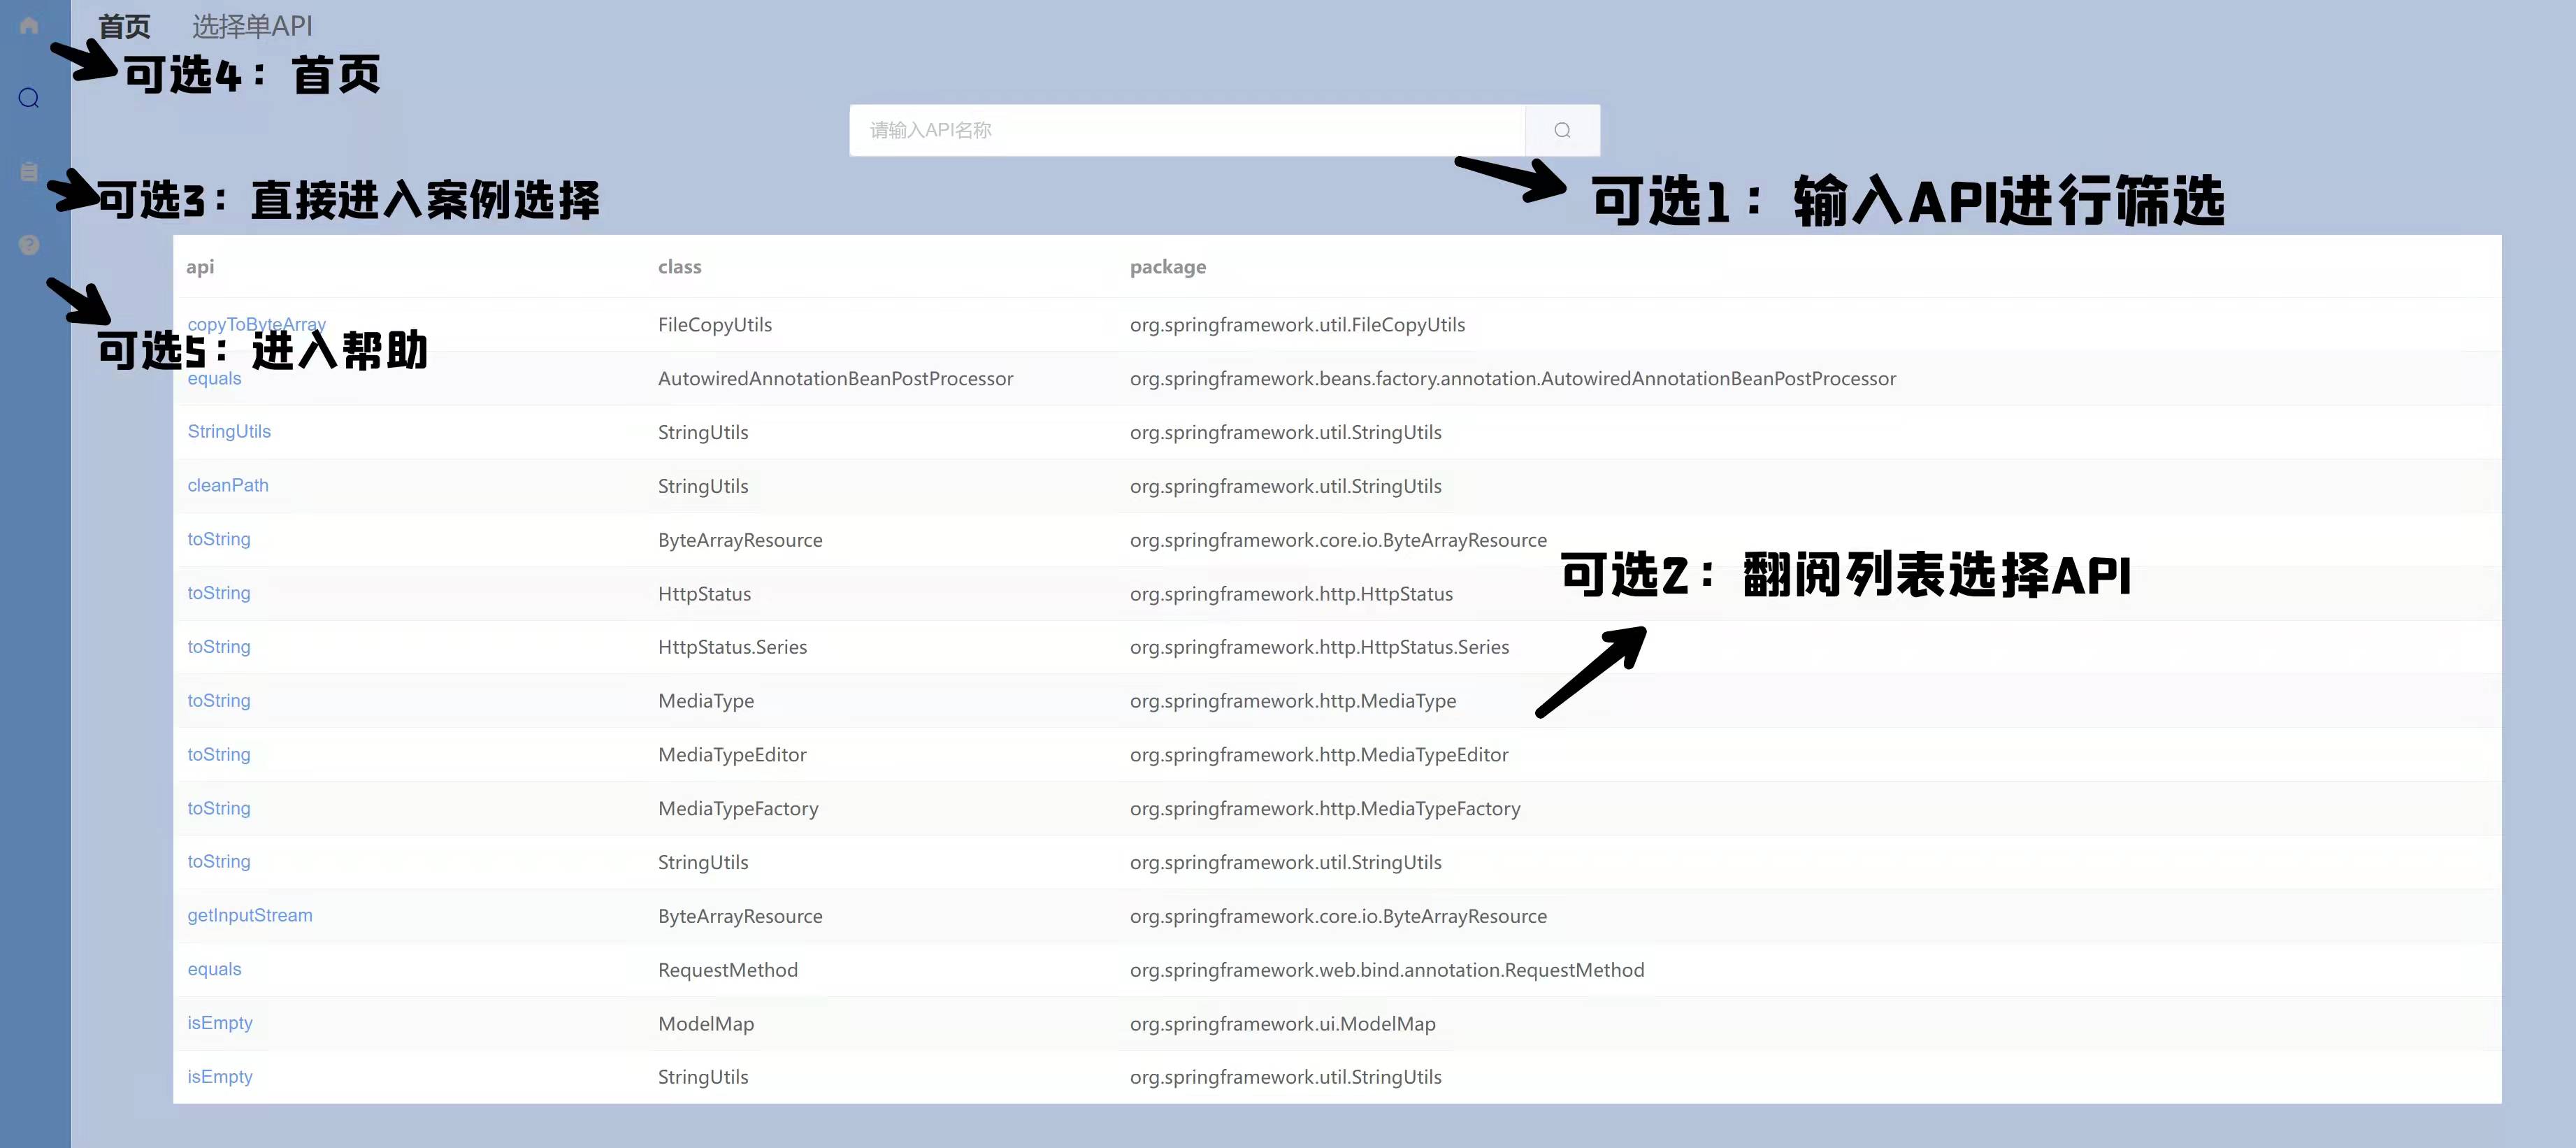 首页 选择单API
可选4：首页
请输入API名称
可选3：直接进入案例选择
可选1：输入API进行筛选
api class package
copyToByteArray FileCopyUtils org.springframework.util.FileCopyUtils
可选5：进入帮助
equals AutowiredAnnotationBeanPostProcessor org.springframework.beans.factory.annotation.AutowiredAnnotationBeanPostProcessor
StringUtils StringUtils org.springframework.util.StringUtils
cleanPath StringUtils org.springframework.util.StringUtils
toString ByteArrayResource org.springframework.core.io.ByteArrayResource
可选2：翻阅列表选择API
toString HttpStatus org.springframework.http.HttpStatus
toString HttpStatus.Series org.springframework.http.HttpStatus.Series
toString MediaType org.springframework.http.MediaType
toString MediaTypeEditor org.springframework.http.MediaTypeEditor
toString MediaTypeFactory org.springframework.http.MediaTypeFactory
toString StringUtils org.springframework.util.StringUtils
getInputStream ByteArrayResource org.springframework.core.io.ByteArrayResource
equals RequestMethod org.springframework.web.bind.annotation.RequestMethod
isEmpty ModelMap org.springframework.ui.ModelMap
isEmpty StringUtils org.springframework.util.StringUtils